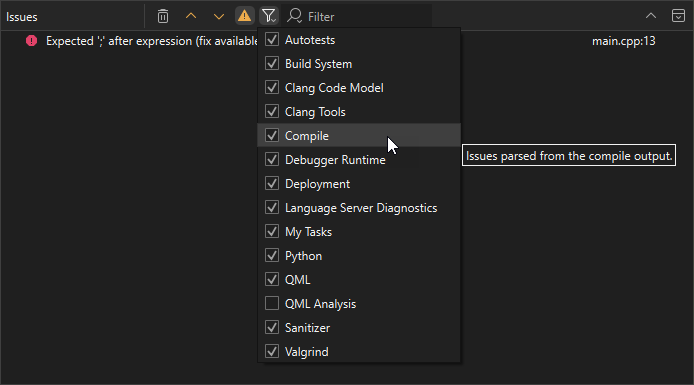 Issues
Filter
Expected ';' after expression (fix available
main.cpp:13
Autotests
Build System
Clang Code Model
Clang Tools
Compile
Debugger Runtime
Issues parsed from the compile output.
Deployment
Language Server Diagnostics
My Tasks
Python
QML
QML Analysis
Sanitizer
Valgrind